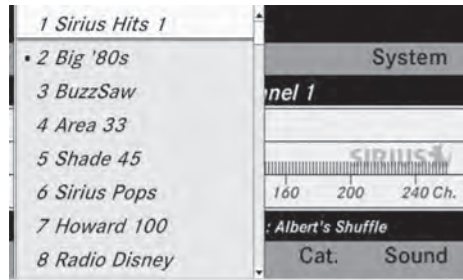 1 Sirius Hits 1
• 2 Big '80s
System
3 BuzzSaw
nnel 1
4 Area 33
5 Shade 45
SIRIUS
6 Sirius Pops
160 200 240 Ch.
7 Howard 100
: Albert's Shuffle
8 Radio Disney
Cat. Sound